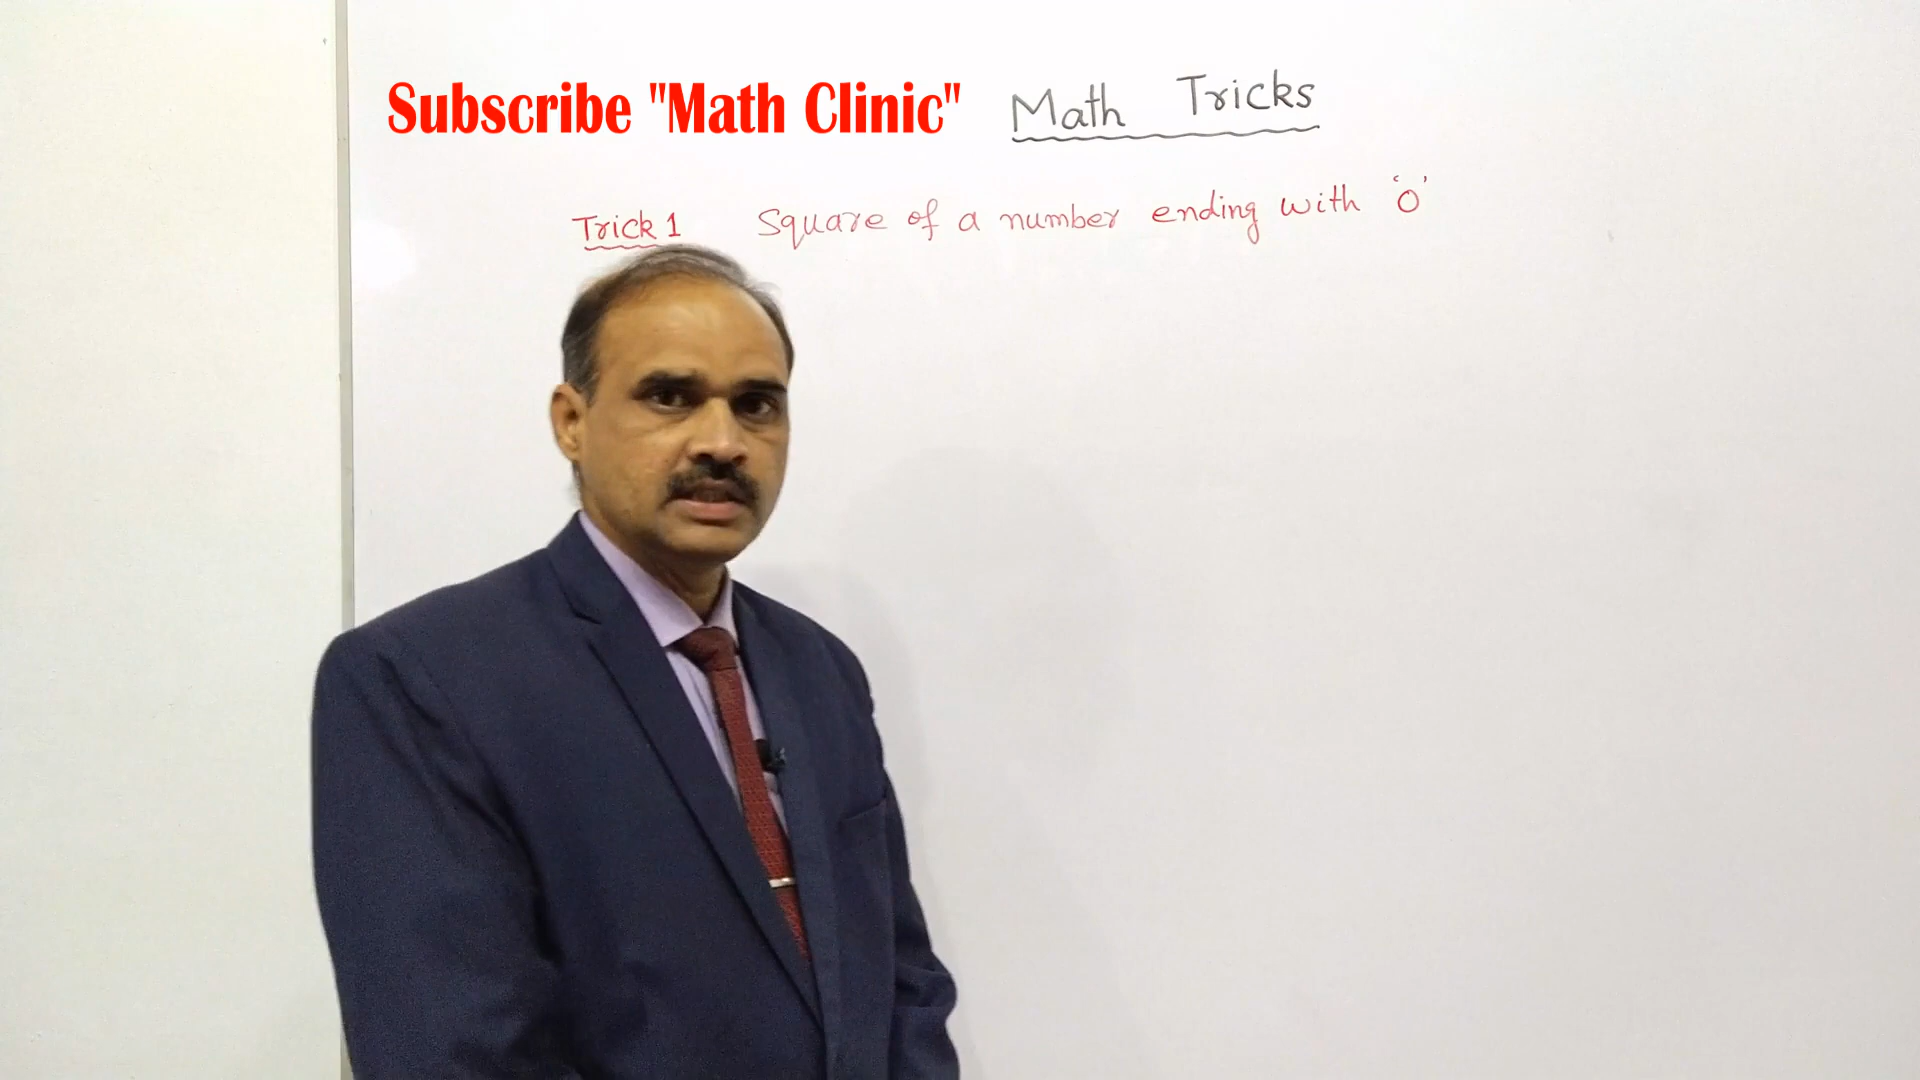 Subscribe "Math Clinic" Math Tricks
Trick 1 Square of a number ending with '0'